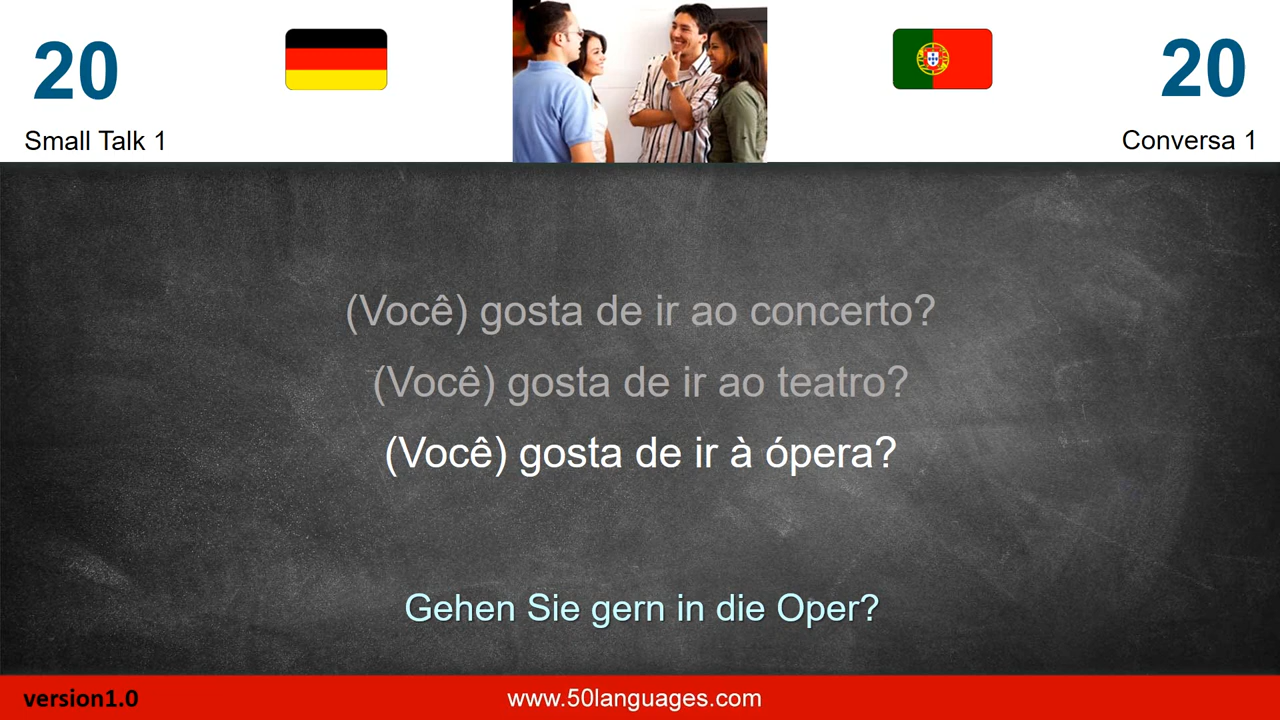 20
20
Small Talk 1
Conversa 1
(Você) gosta de ir ao concerto?
(Você) gosta de ir ao teatro?
(Você) gosta de ir à ópera?
Gehen Sie gern in die Oper?
version1.0
www.50languages.com